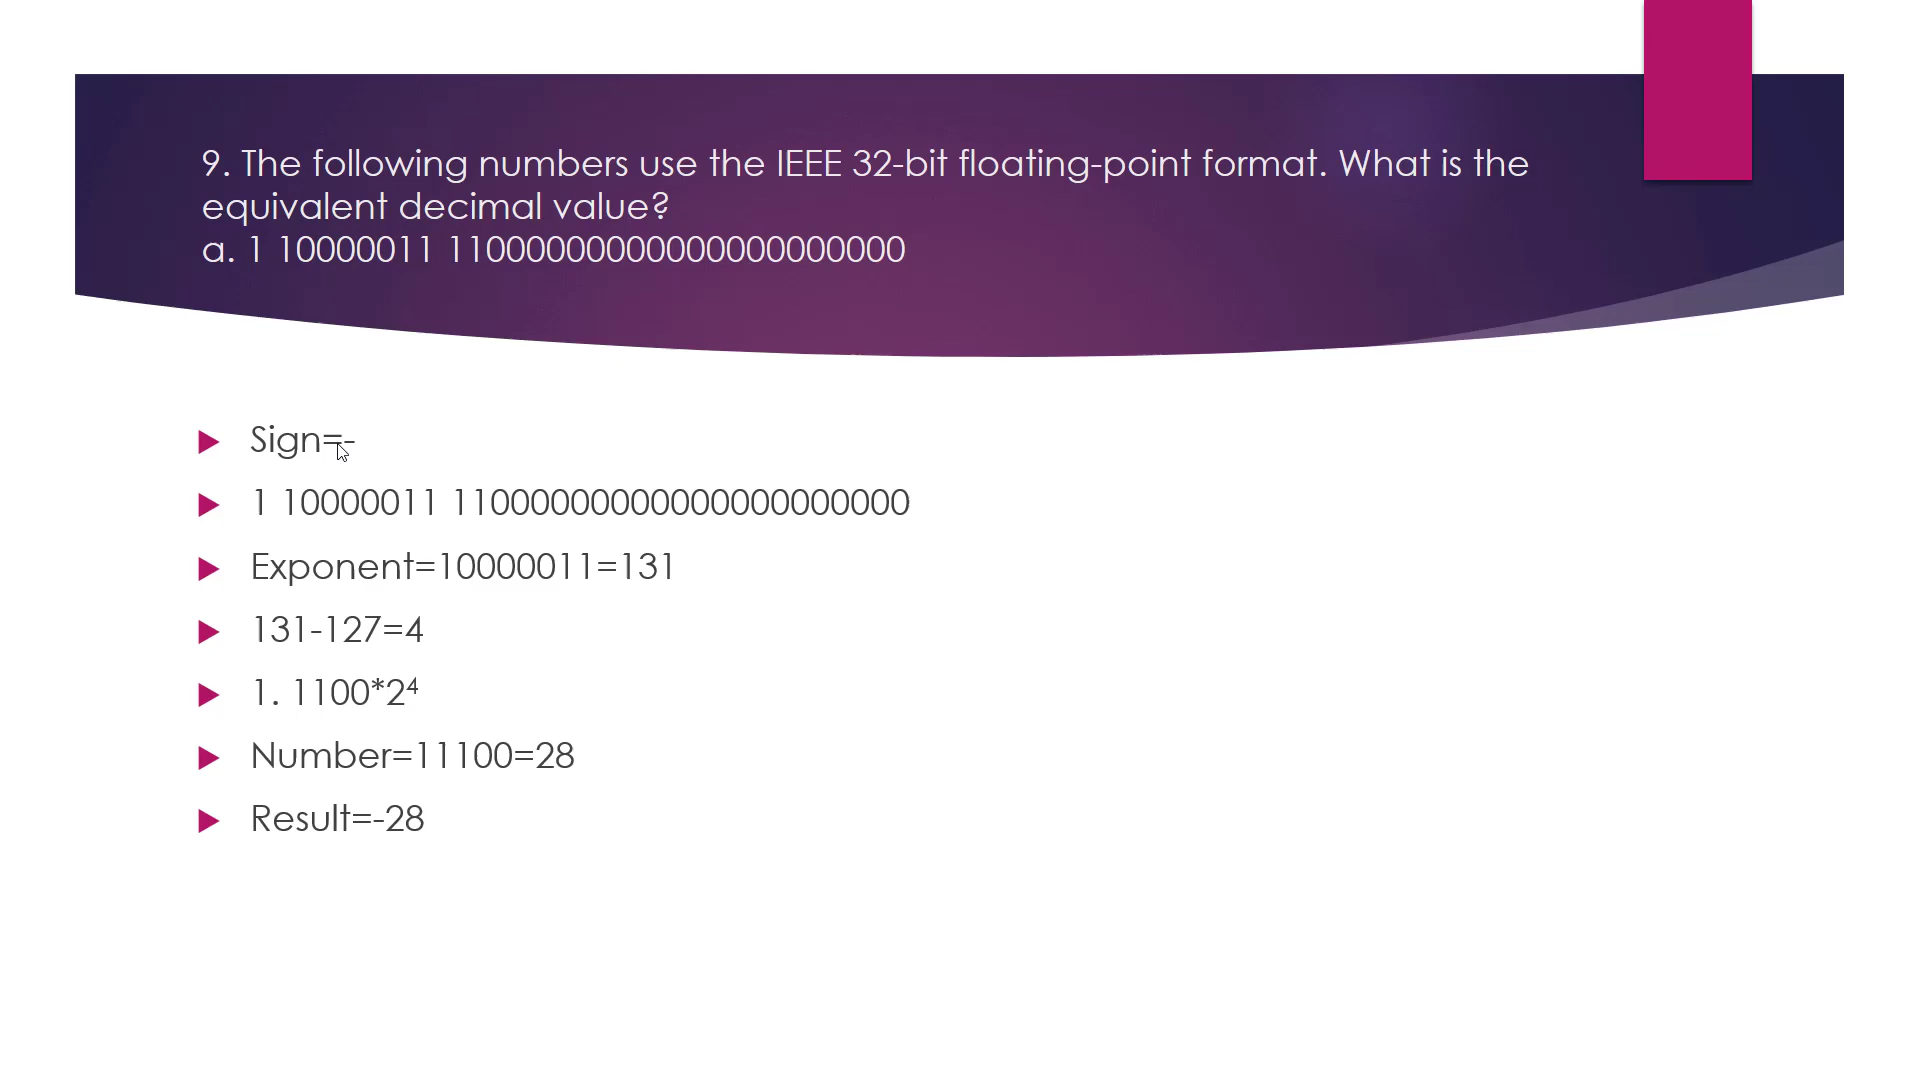 9. The following numbers use the IEEE 32-bit floating-point format. What is the
equivalent decimal value?
a. 1 10000011 11000000000000000000000
Sign=-
1 10000011 11000000000000000000000
Exponent=10000011=131
131-127=4
1. 1100*2⁴
Number=11100=28
Result=-28